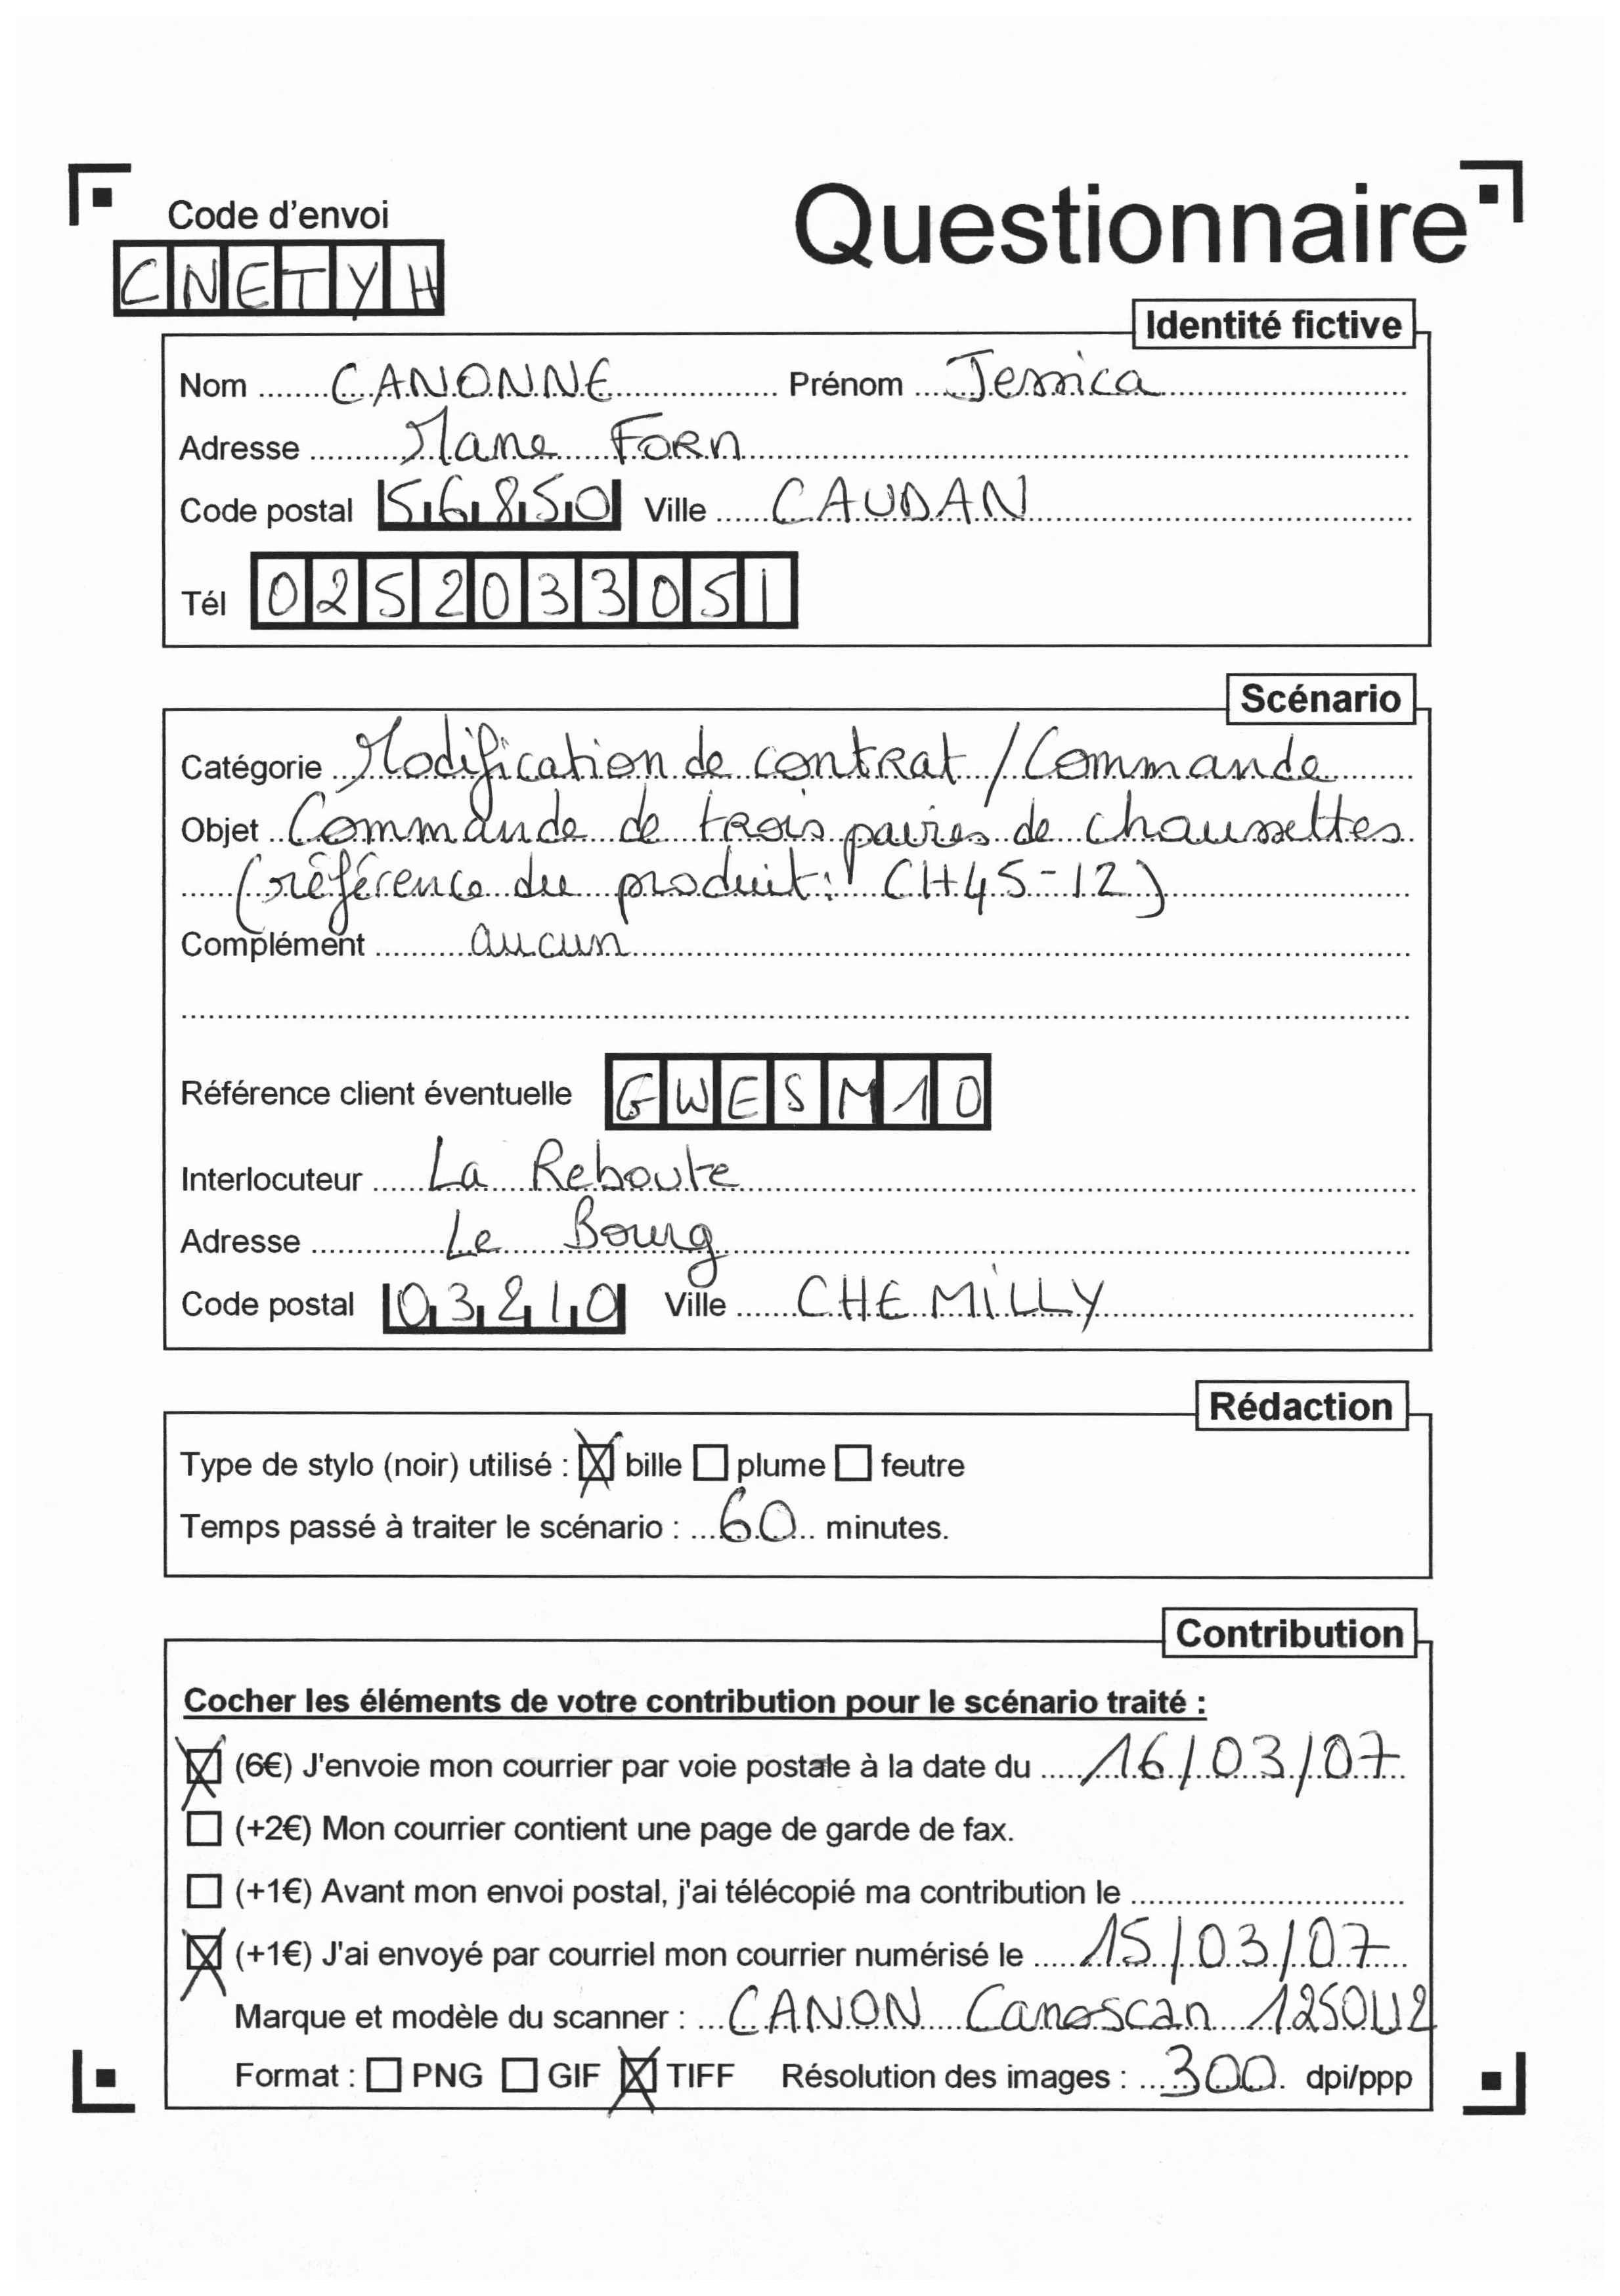 Code d'envoi
Questionnaire
CNETYH
Identité fictive
Nom ....... CANONNE ............ Prénom ... Jessica ....................
Adresse ......... Mane Forn ..............................
Code postal 56850 Ville ..... CAUDAN ..............................
Tél 0252033051
Scénario
Catégorie .. Modification de contrat / Commande ......
Objet .. Commande de trois paires de chaussettes
..... (référence du produit : CH45-12) ....................
Complément ......... aucun ..............................
Référence client éventuelle GWESM10
Interlocuteur ..... La Reboute ..............................
Adresse ............. Le Bourg ..............................
Code postal 03210 Ville ..... CHEMILLY ....................
Rédaction
Type de stylo (noir) utilisé : ☒ bille ☐ plume ☐ feutre
Temps passé à traiter le scénario : ... 60 ... minutes.
Contribution
Cocher les éléments de votre contribution pour le scénario traité :
☒ (6€) J'envoie mon courrier par voie postale à la date du .... 16/03/07
☐ (+2€) Mon courrier contient une page de garde de fax.
☐ (+1€) Avant mon envoi postal, j'ai télécopié ma contribution le ..............................
☒ (+1€) J'ai envoyé par courriel mon courrier numérisé le ..... 15/03/07
Marque et modèle du scanner : ... CANON Canoscan 1250U2
Format : ☐ PNG ☐ GIF ☒ TIFF Résolution des images : ... 300 . dpi/ppp